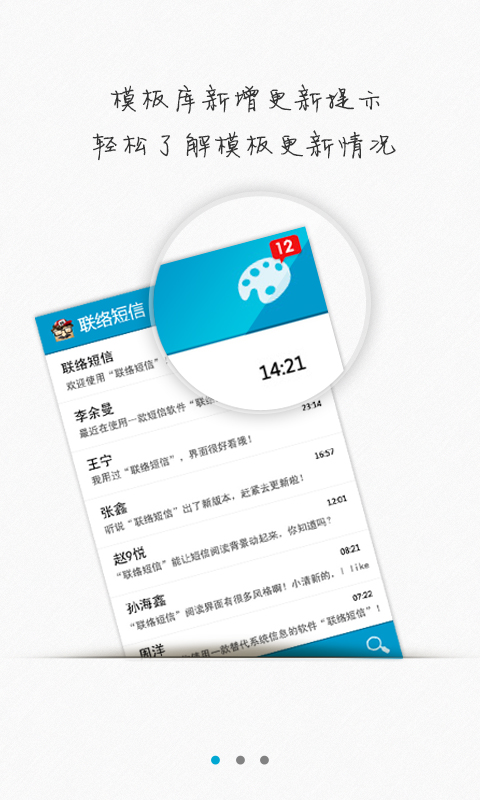 模板库新增更新提示
轻松了解模板更新情况
12
联络短信
联络短信
欢迎使用“联络短信”
14:21
李余曼
最近在使用一款短信软件“联络
23:14
王宁
我用过“联络短信”，界面很好看哦！
16:57
张鑫
听说“联络短信”出了新版本，赶紧去更新啦！
12:01
赵9悦
“联络短信”能让短信阅读背景动起来，你知道吗？
08:21
孙海鑫
“联络短信”阅读界面有很多风格啊！小清新的，I like
07:22
周洋
使用一款替代系统信息的软件“联络短信”！